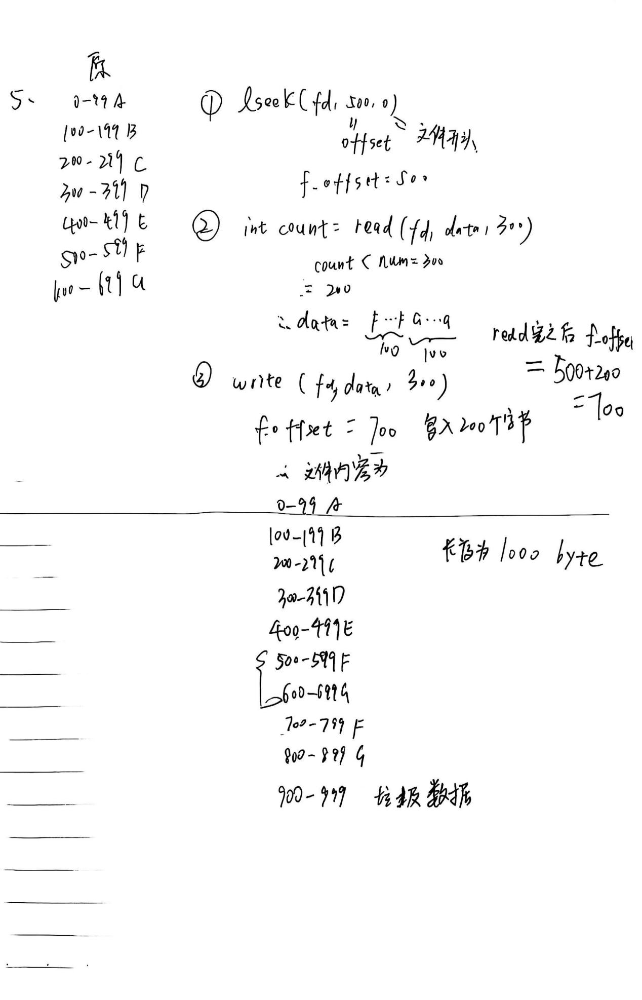 原
5、
0-99 A
100-199 B
200-299 C
300-399 D
400-499 E
500-599 F
600-699 G
① lseek(fd, 500, 0)
offset = 文件开头
f-offset = 500
② int count = read (fd, data, 300)
count < num = 300
= 200
∴ data = F…F G…G
100 100
read完之后 f-offset
= 500+200
= 700
③ write (fd, data, 300)
f-offset = 700 写入200个字节
∴ 文件内容为
0-99 A
100-199 B
200-299 C
300-399 D
400-499 E
500-599 F
600-699 G
700-799 F
800-899 G
900-999 垃圾数据
长度为 1000 byte